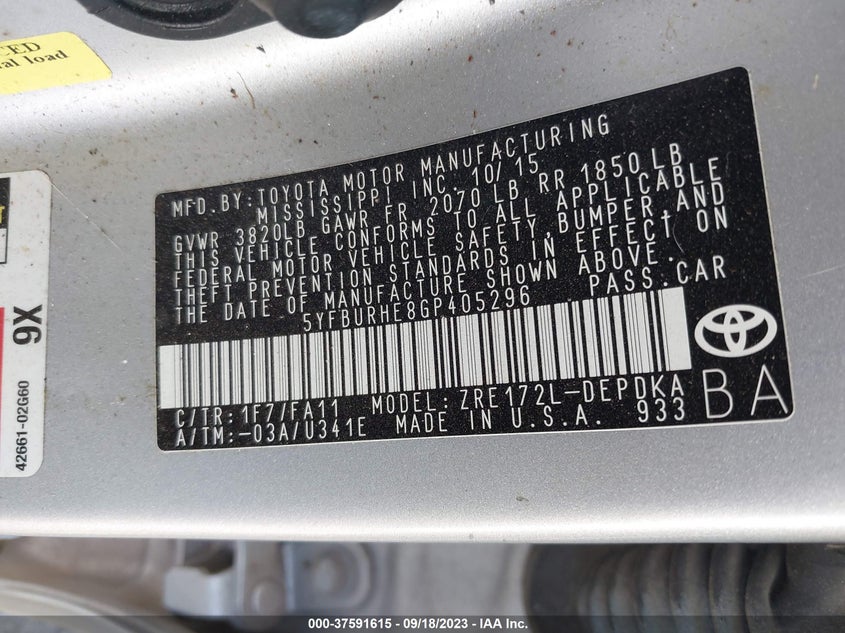 CED
al load
MFD.BY:TOYOTA MOTOR MANUFACTURING
MISSISSIPPI INC. 10/15
GVWR 3820LB GAWR FR 2070 LB RR 1850 LB
THIS VEHICLE CONFORMS TO ALL APPLICABLE
FEDERAL MOTOR VEHICLE SAFETY,BUMPER,AND
THEFT PREVENTION STANDARDS IN EFFECT ON
THE DATE OF MANUFACTURE SHOWN ABOVE.
5YFBURHE8GP405296 PASS.CAR
C/TR:1F7/FA11 MODEL:ZRE172L-DEPDKA
A/TM:-03A/U341E MADE IN U.S.A. 933
BA
9X
42661-02G60
000-37591615 - 09/18/2023 - IAA Inc.